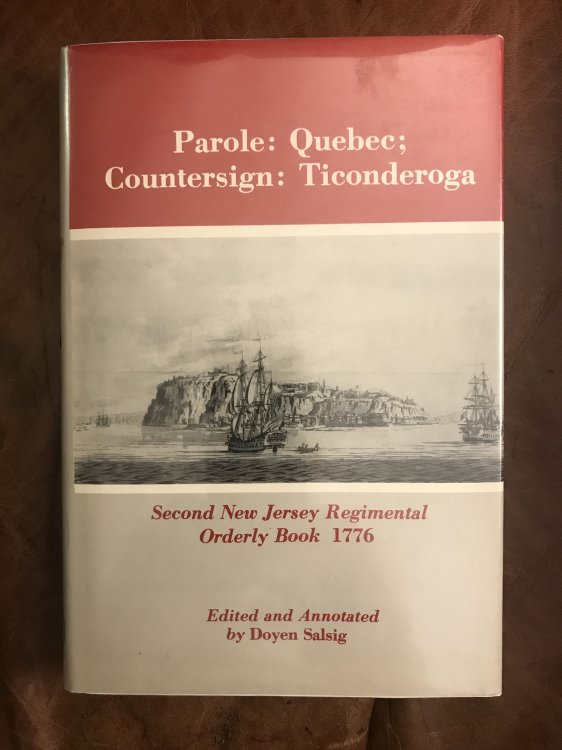 Parole: Quebec;
Countersign: Ticonderoga
Second New Jersey Regimental
Orderly Book 1776
Edited and Annotated
by Doyen Salsig